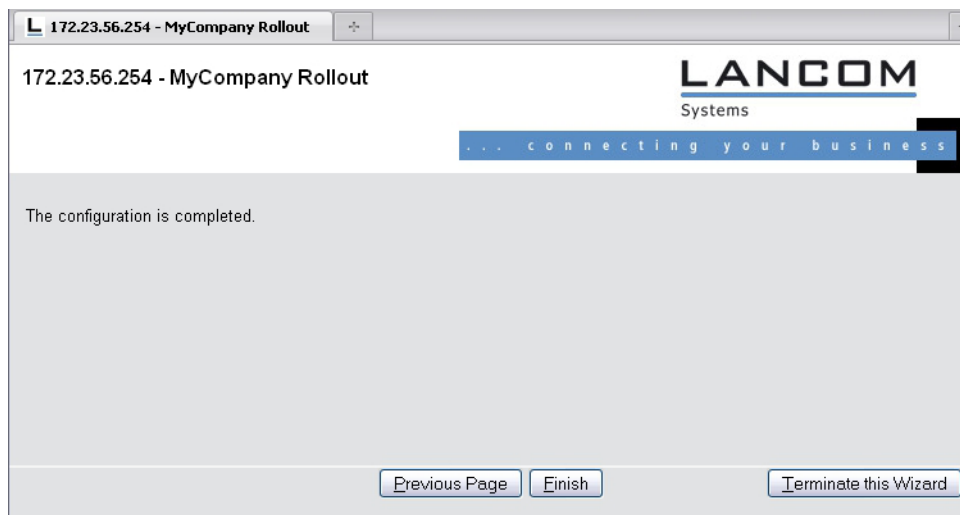 172.23.56.254 - MyCompany Rollout
172.23.56.254 - MyCompany Rollout
LANCOM
Systems
... connecting your business
The configuration is completed.
Previous Page
Finish
Terminate this Wizard